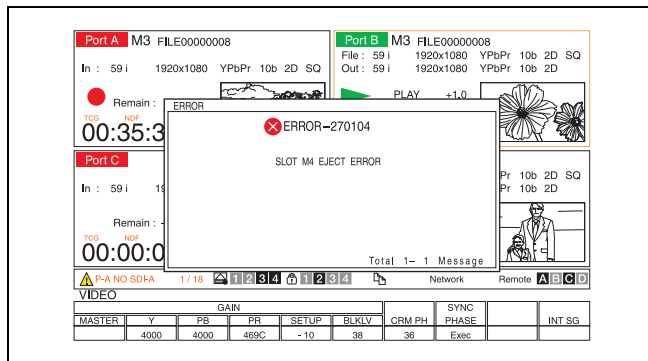 Port A M3 FILE00000008
In : 59 i 1920x1080 YPbPr 10b 2D SQ
Remain :
TCG NDF
00:35:3
Port B M3 FILE00000008
File : 59 i 1920x1080 YPbPr 10b 2D SQ
Out : 59 i 1920x1080 YPbPr 10b 2D
PLAY +1.0
ERROR
ERROR-270104
SLOT M4 EJECT ERROR
Total 1- 1 Message
Port C
In : 59 i 19
Remain : -
TCG NDF
00:00:0
Pr 10b 2D SQ
Pr 10b 2D
P-A NO SDI-A 1 / 18 1 2 3 4 1 2 3 4 Network Remote A B C D
VIDEO
GAIN SYNC
MASTER Y PB PR SETUP BLKLV CRM PH PHASE INT SG
4000 4000 469C - 10 38 36 Exec